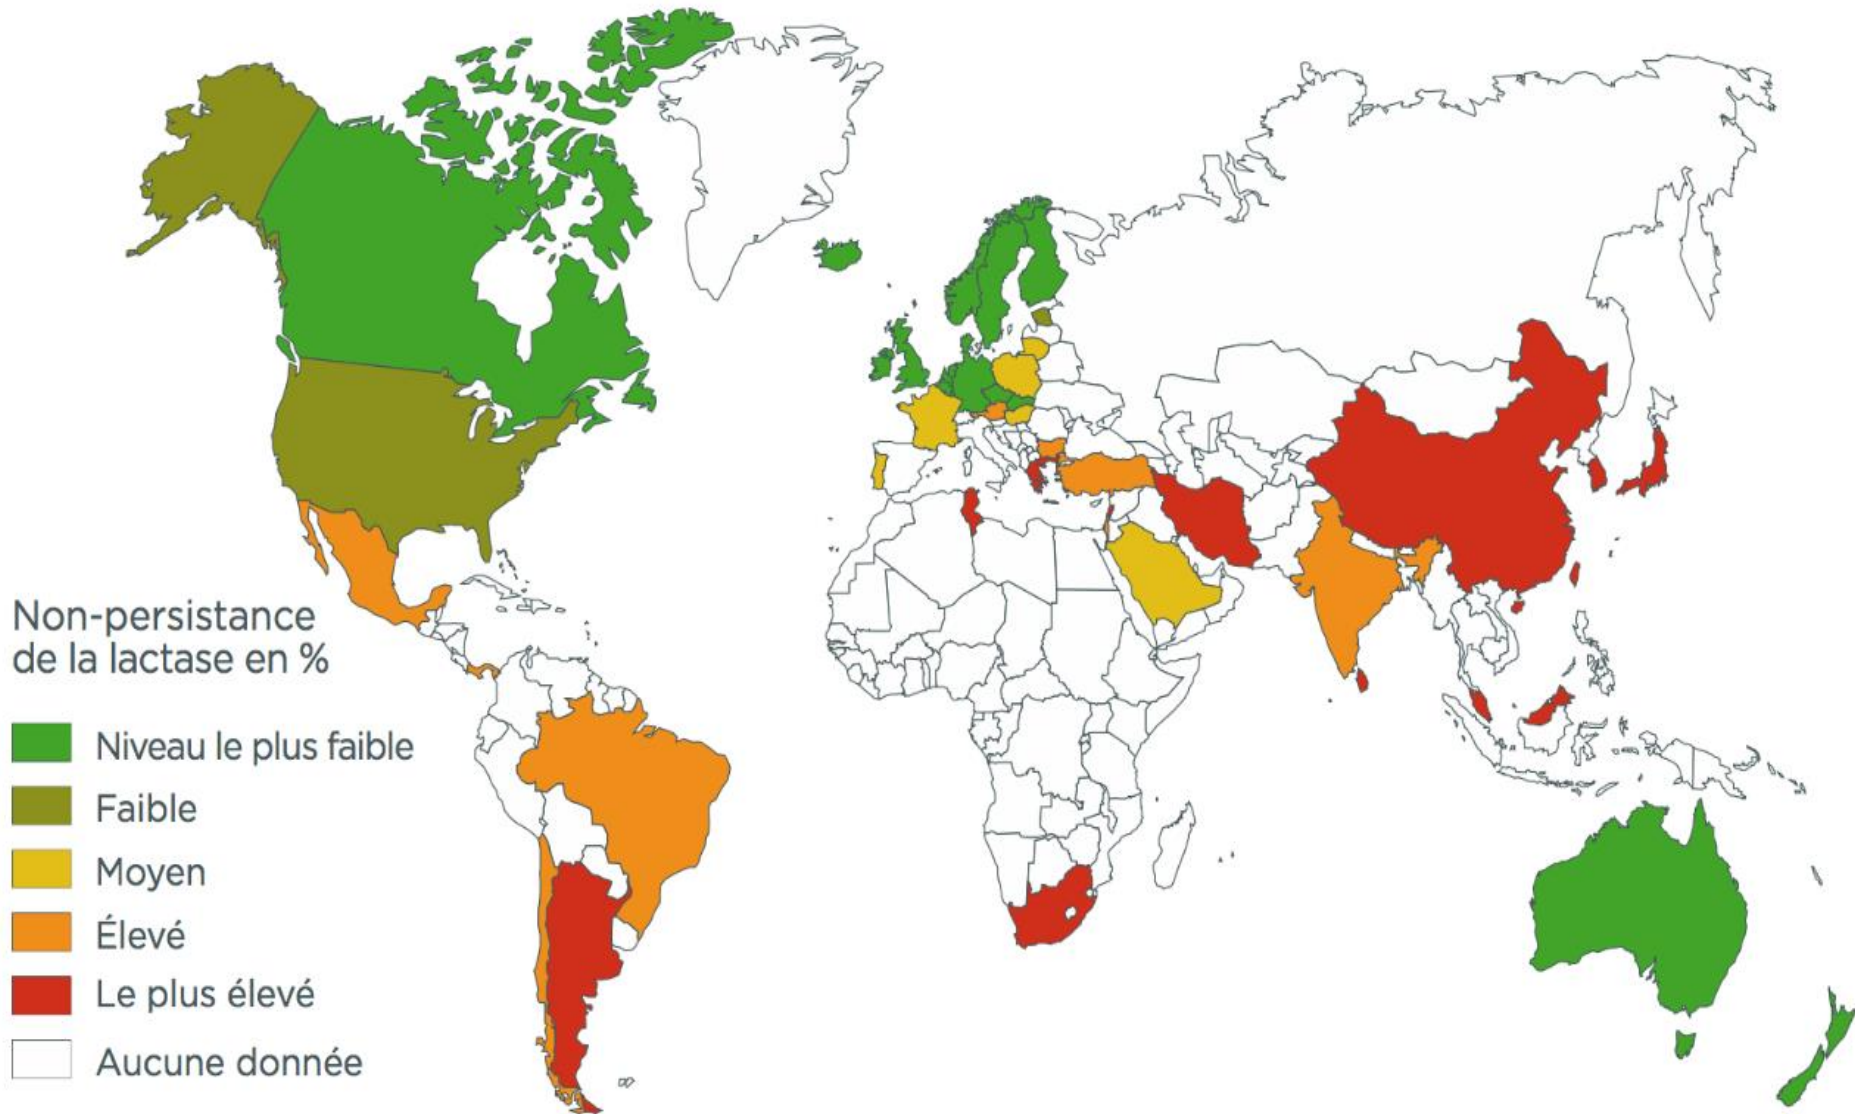 Non-persistance
de la lactase en %
Niveau le plus faible
Faible
Moyen
Élevé
Le plus élevé
Aucune donnée